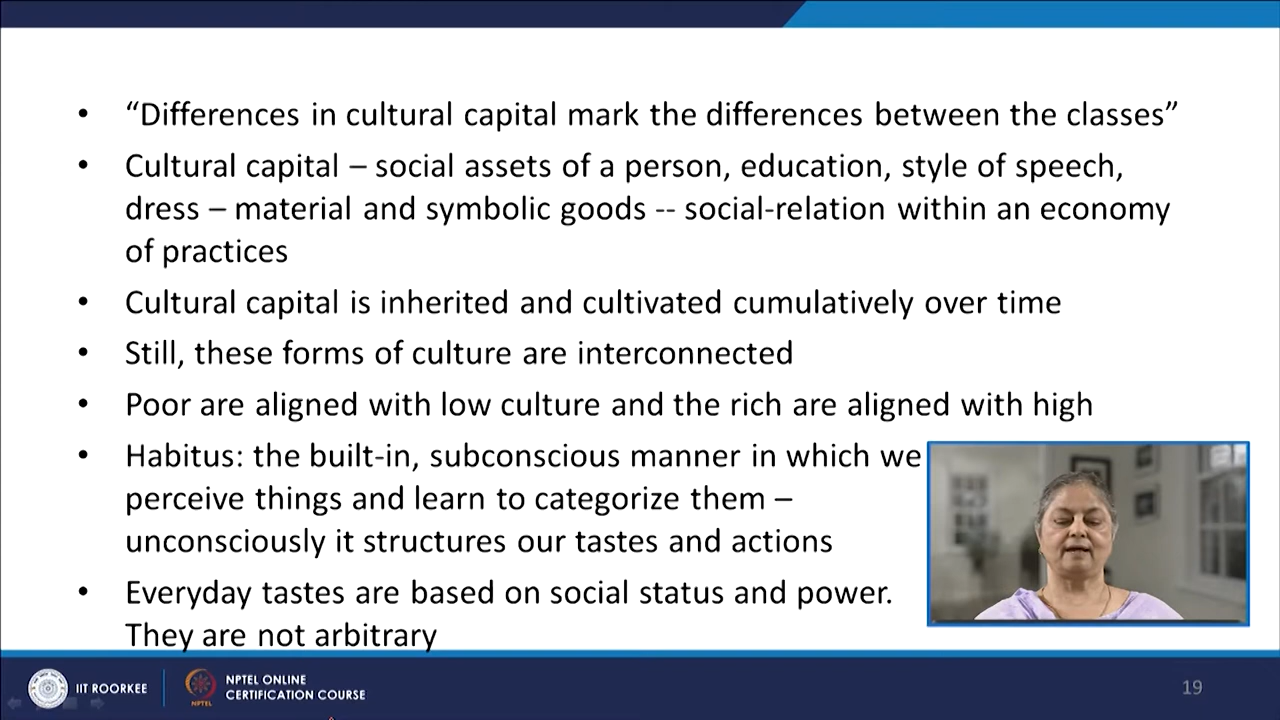 • “Differences in cultural capital mark the differences between the classes”
• Cultural capital – social assets of a person, education, style of speech,
dress – material and symbolic goods -- social-relation within an economy
of practices
• Cultural capital is inherited and cultivated cumulatively over time
• Still, these forms of culture are interconnected
• Poor are aligned with low culture and the rich are aligned with high
• Habitus: the built-in, subconscious manner in which we
perceive things and learn to categorize them –
unconsciously it structures our tastes and actions
• Everyday tastes are based on social status and power.
They are not arbitrary
IIT ROORKEE
NPTEL
NPTEL ONLINE
CERTIFICATION COURSE
19